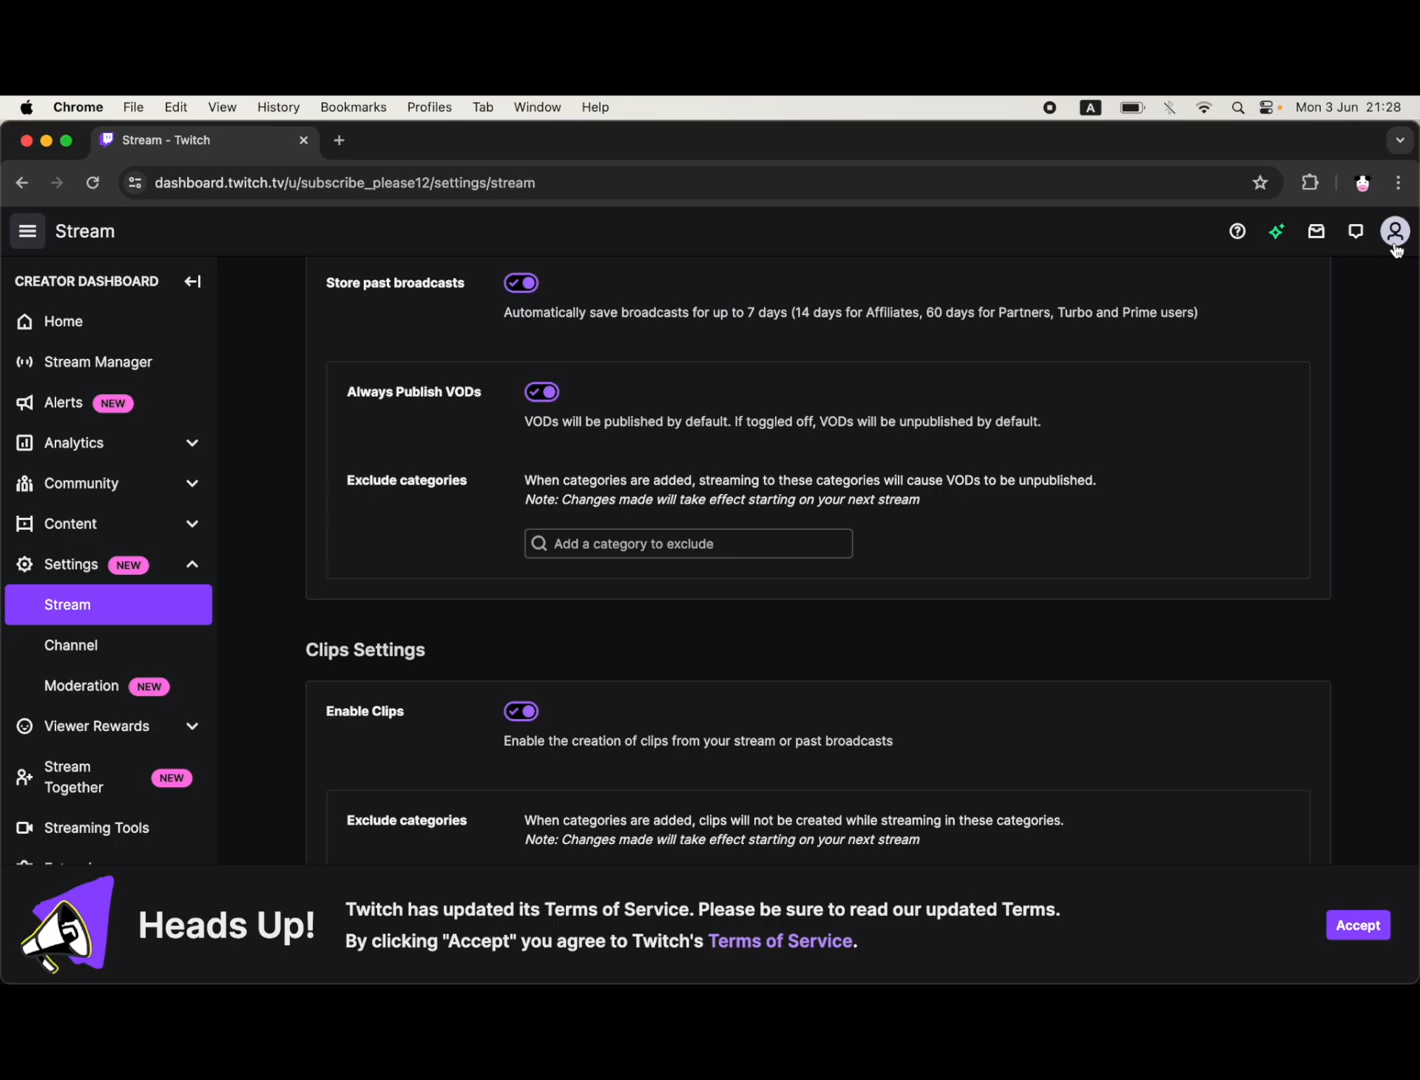 Chrome File Edit View History Bookmarks Profiles Tab Window Help A Mon 3 Jun 21:28
Stream - Twitch
dashboard.twitch.tv/u/subscribe_please12/settings/stream
Stream
CREATOR DASHBOARD
Home
Stream Manager
Alerts NEW
Analytics
Community
Content
Settings NEW
Stream
Channel
Moderation NEW
Viewer Rewards
Stream
Together NEW
Streaming Tools
Store past broadcasts
Automatically save broadcasts for up to 7 days (14 days for Affiliates, 60 days for Partners, Turbo and Prime users)
Always Publish VODs
VODs will be published by default. If toggled off, VODs will be unpublished by default.
Exclude categories
When categories are added, streaming to these categories will cause VODs to be unpublished.
Note: Changes made will take effect starting on your next stream
Add a category to exclude
Clips Settings
Enable Clips
Enable the creation of clips from your stream or past broadcasts
Exclude categories
When categories are added, clips will not be created while streaming in these categories.
Note: Changes made will take effect starting on your next stream
Heads Up!
Twitch has updated its Terms of Service. Please be sure to read our updated Terms.
By clicking "Accept" you agree to Twitch's Terms of Service.
Accept